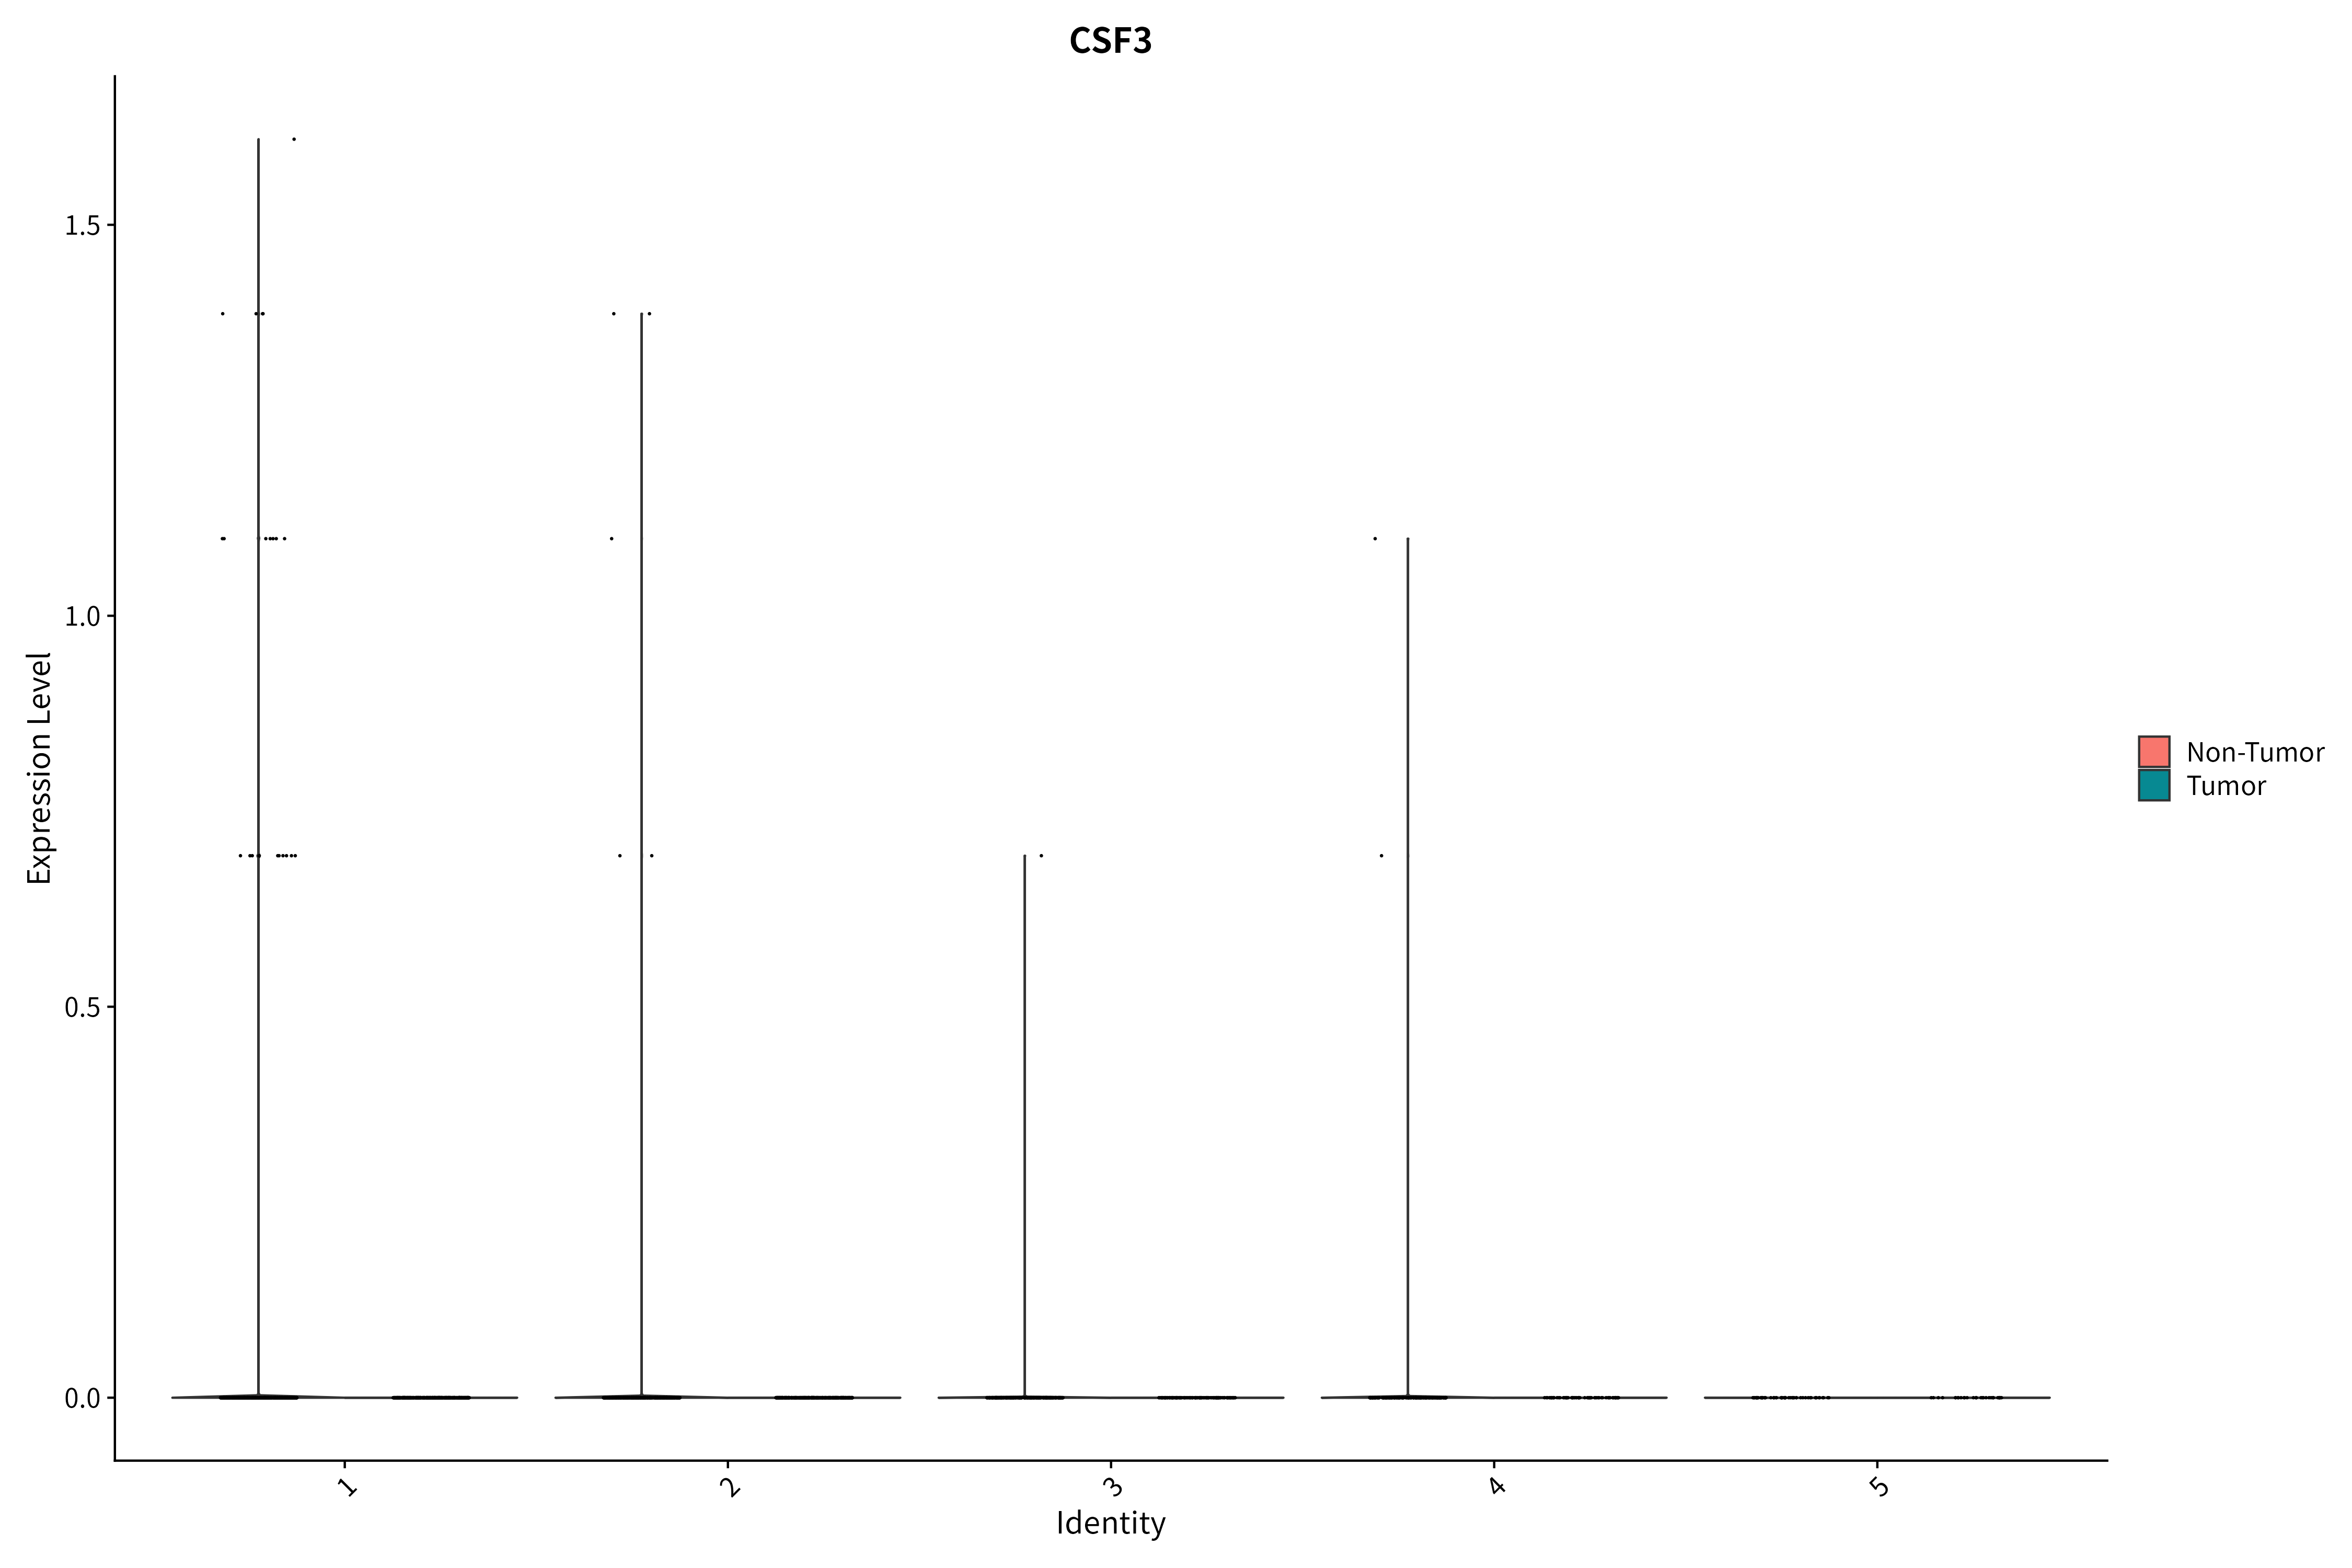 CSF3
Expression Level
1.5
1.0
0.5
0.0
1
2
3
4
5
Identity
Non-Tumor
Tumor